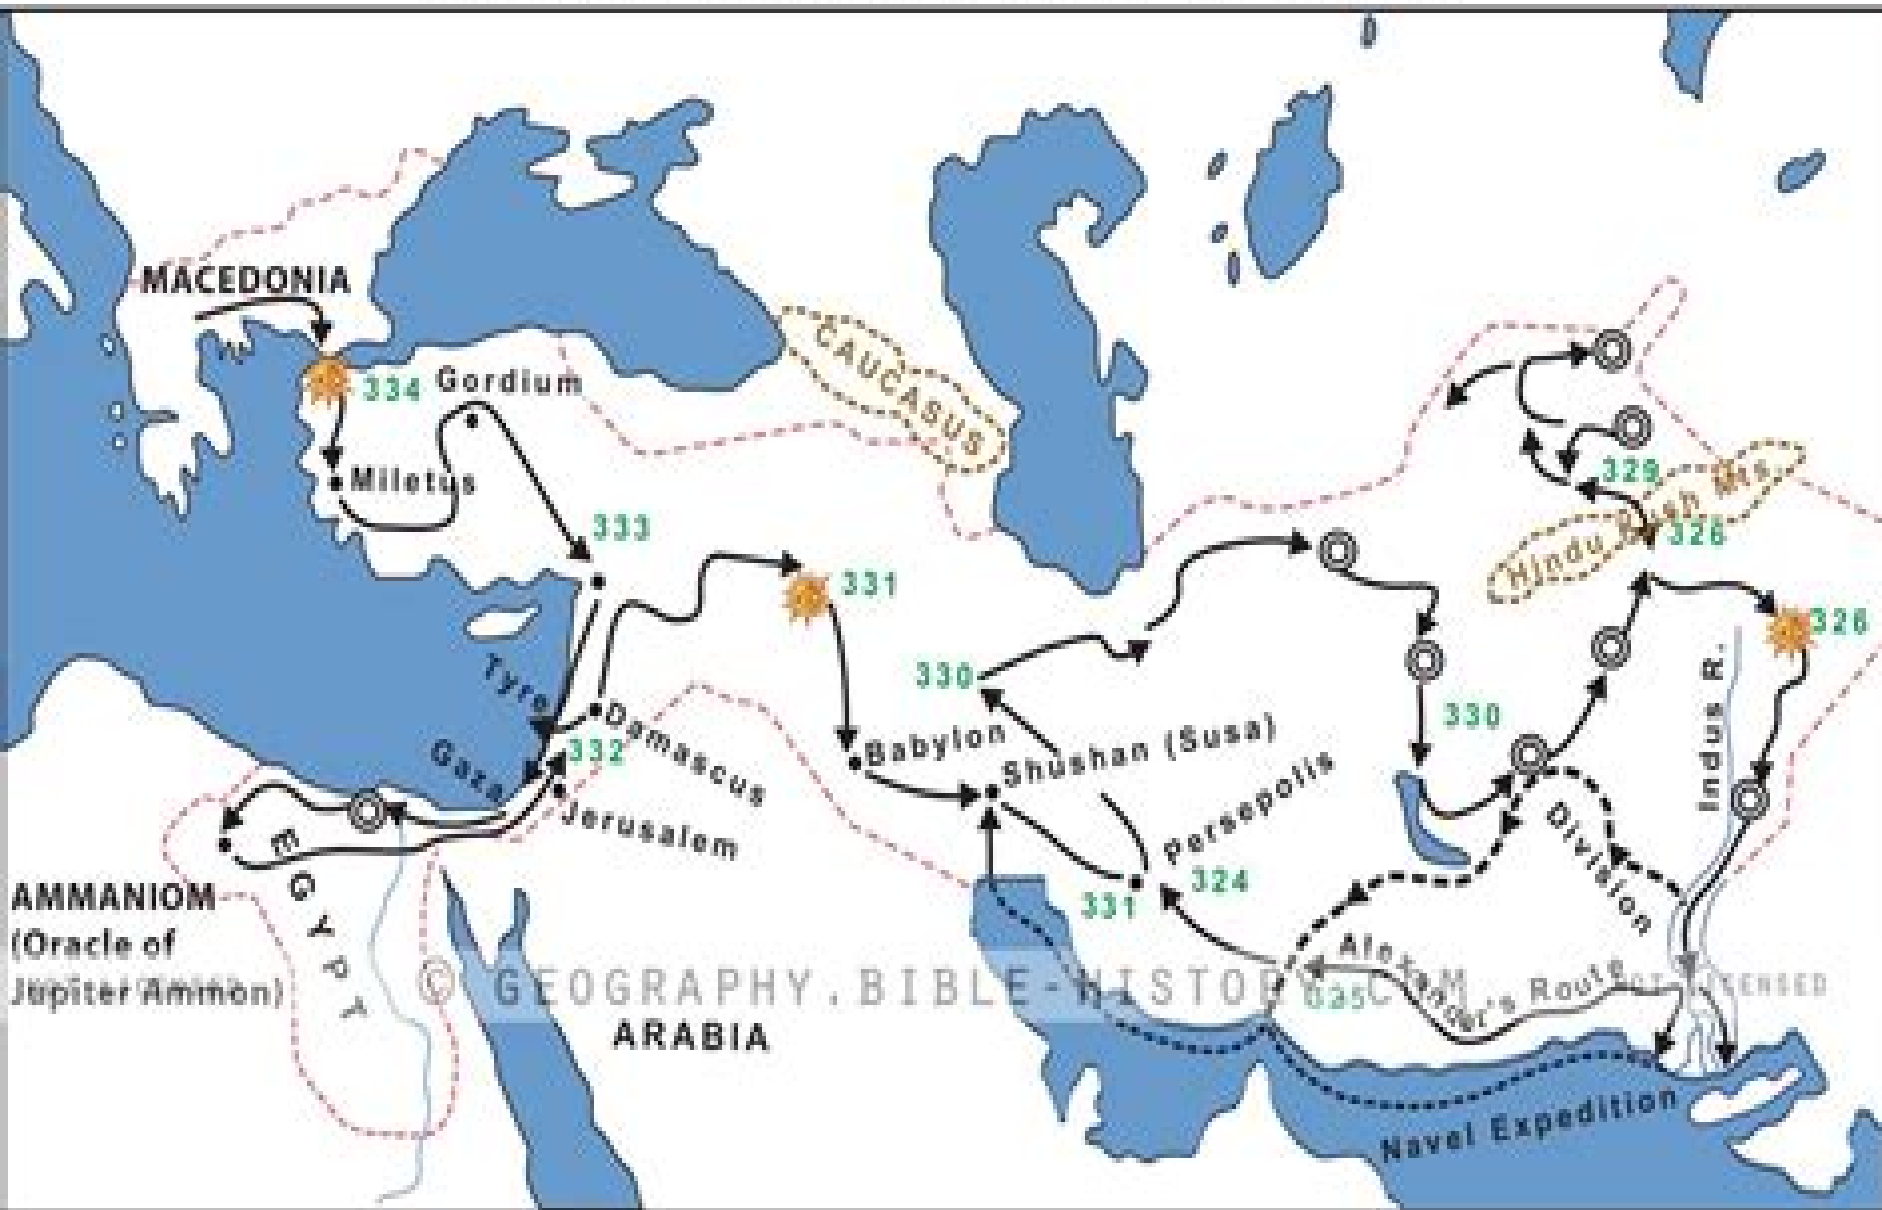 MACEDONIA
CAUCASUS
334
Gordium
Miletus
329
Hindu Kush Mts.
326
333
331
326
Tyre
330
Indus R.
Damascus
332
330
Gaza
Babylon
Shushan (Susa)
Persepolis
Jerusalem
Division
EGYPT
324
331
AMMANIOM
(Oracle of
Jupiter Ammon)
Alexander's Route
© GEOGRAPHY.BIBLE-HISTORY.COM
325
ARABIA
Navel Expedition